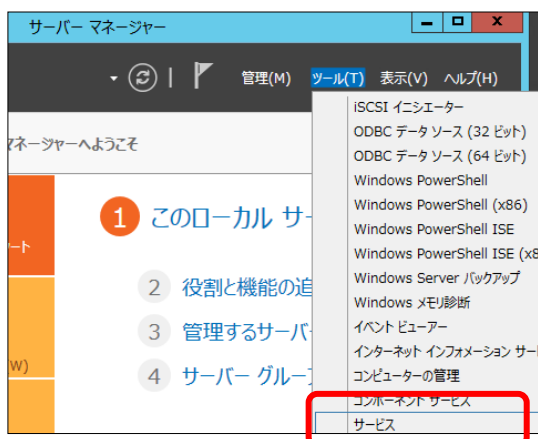 サーバー マネージャー
管理(M) ツール(T) 表示(V) ヘルプ(H)
マネージャーへようこそ
1 このローカル サー
2 役割と機能の追
3 管理するサーバー
4 サーバー グルー
ート
W)
iSCSI イニシエーター
ODBC データ ソース (32 ビット)
ODBC データ ソース (64 ビット)
Windows PowerShell
Windows PowerShell (x86)
Windows PowerShell ISE
Windows PowerShell ISE (x8
Windows Server バックアップ
Windows メモリ診断
イベント ビューアー
インターネット インフォメーション サー
コンピューターの管理
コンポーネント サービス
サービス